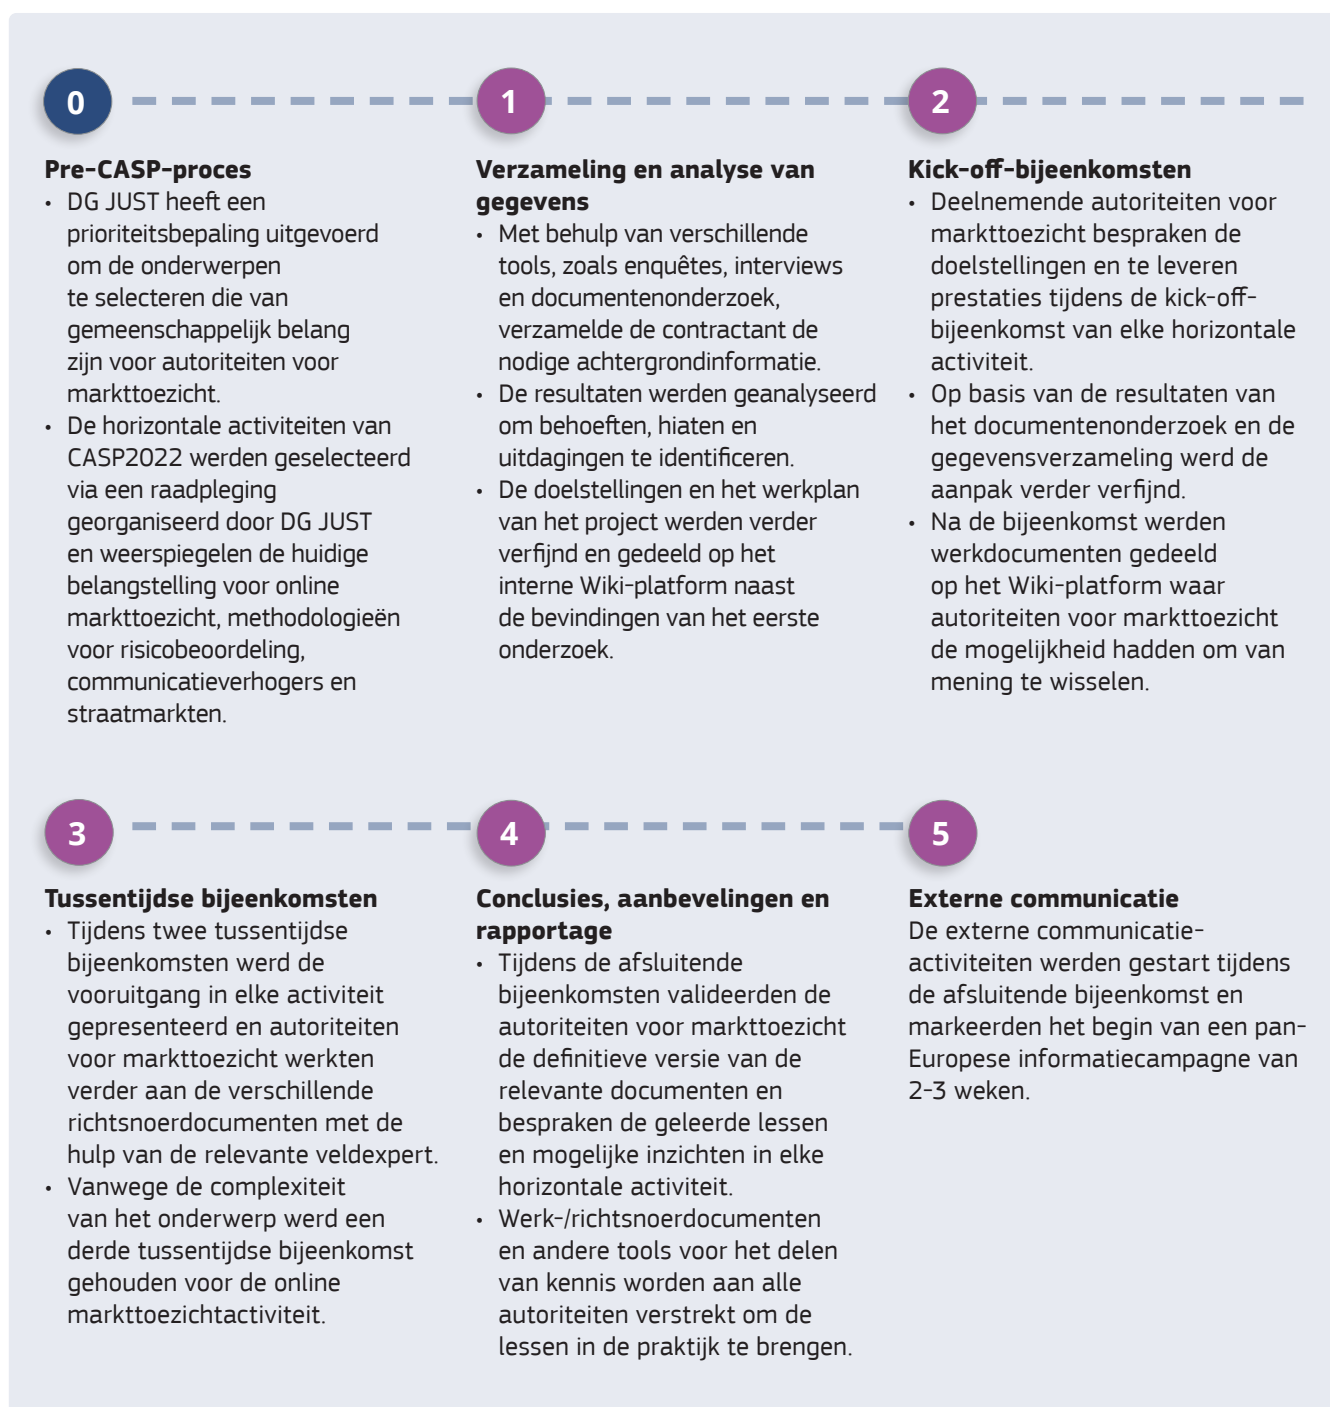 0
Pre-CASP-proces
• DG JUST heeft een
prioriteitsbepaling uitgevoerd
om de onderwerpen
te selecteren die van
gemeenschappelijk belang
zijn voor autoriteiten voor
markttoezicht.
• De horizontale activiteiten van
CASP2022 werden geselecteerd
via een raadpleging
georganiseerd door DG JUST
en weerspiegelen de huidige
belangstelling voor online
markttoezicht, methodologieën
voor risicobeoordeling,
communicatieverhogers en
straatmarkten.
1
Verzameling en analyse van
gegevens
• Met behulp van verschillende
tools, zoals enquêtes, interviews
en documentenonderzoek,
verzamelde de contractant de
nodige achtergrondinformatie.
• De resultaten werden geanalyseerd
om behoeften, hiaten en
uitdagingen te identificeren.
• De doelstellingen en het werkplan
van het project werden verder
verfijnd en gedeeld op het
interne Wiki-platform naast
de bevindingen van het eerste
onderzoek.
2
Kick-off-bijeenkomsten
• Deelnemende autoriteiten voor
markttoezicht bespraken de
doelstellingen en te leveren
prestaties tijdens de kick-off-
bijeenkomst van elke horizontale
activiteit.
• Op basis van de resultaten van
het documentenonderzoek en de
gegevensverzameling werd de
aanpak verder verfijnd.
• Na de bijeenkomst werden
werkdocumenten gedeeld
op het Wiki-platform waar
autoriteiten voor markttoezicht
de mogelijkheid hadden om van
mening te wisselen.
3
Tussentijdse bijeenkomsten
• Tijdens twee tussentijdse
bijeenkomsten werd de
vooruitgang in elke activiteit
gepresenteerd en autoriteiten
voor markttoezicht werkten
verder aan de verschillende
richtsnoerdocumenten met de
hulp van de relevante veldexpert.
• Vanwege de complexiteit
van het onderwerp werd een
derde tussentijdse bijeenkomst
gehouden voor de online
markttoezichtactiviteit.
4
Conclusies, aanbevelingen en
rapportage
• Tijdens de afsluitende
bijeenkomsten valideerden de
autoriteiten voor markttoezicht
de definitieve versie van de
relevante documenten en
bespraken de geleerde lessen
en mogelijke inzichten in elke
horizontale activiteit.
• Werk-/richtsnoerdocumenten
en andere tools voor het delen
van kennis worden aan alle
autoriteiten verstrekt om de
lessen in de praktijk te brengen.
5
Externe communicatie
De externe communicatie-
activiteiten werden gestart tijdens
de afsluitende bijeenkomst en
markeerden het begin van een pan-
Europese informatiecampagne van
2-3 weken.